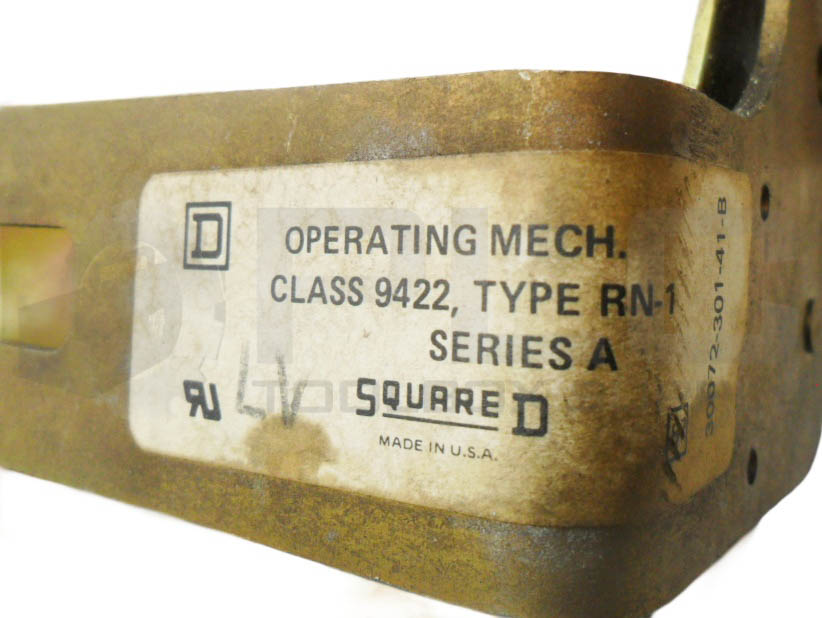 D
OPERATING MECH.
CLASS 9422, TYPE RN-1
SERIES A
LV
SQUARE D
MADE IN U.S.A.
30072-301-41-B